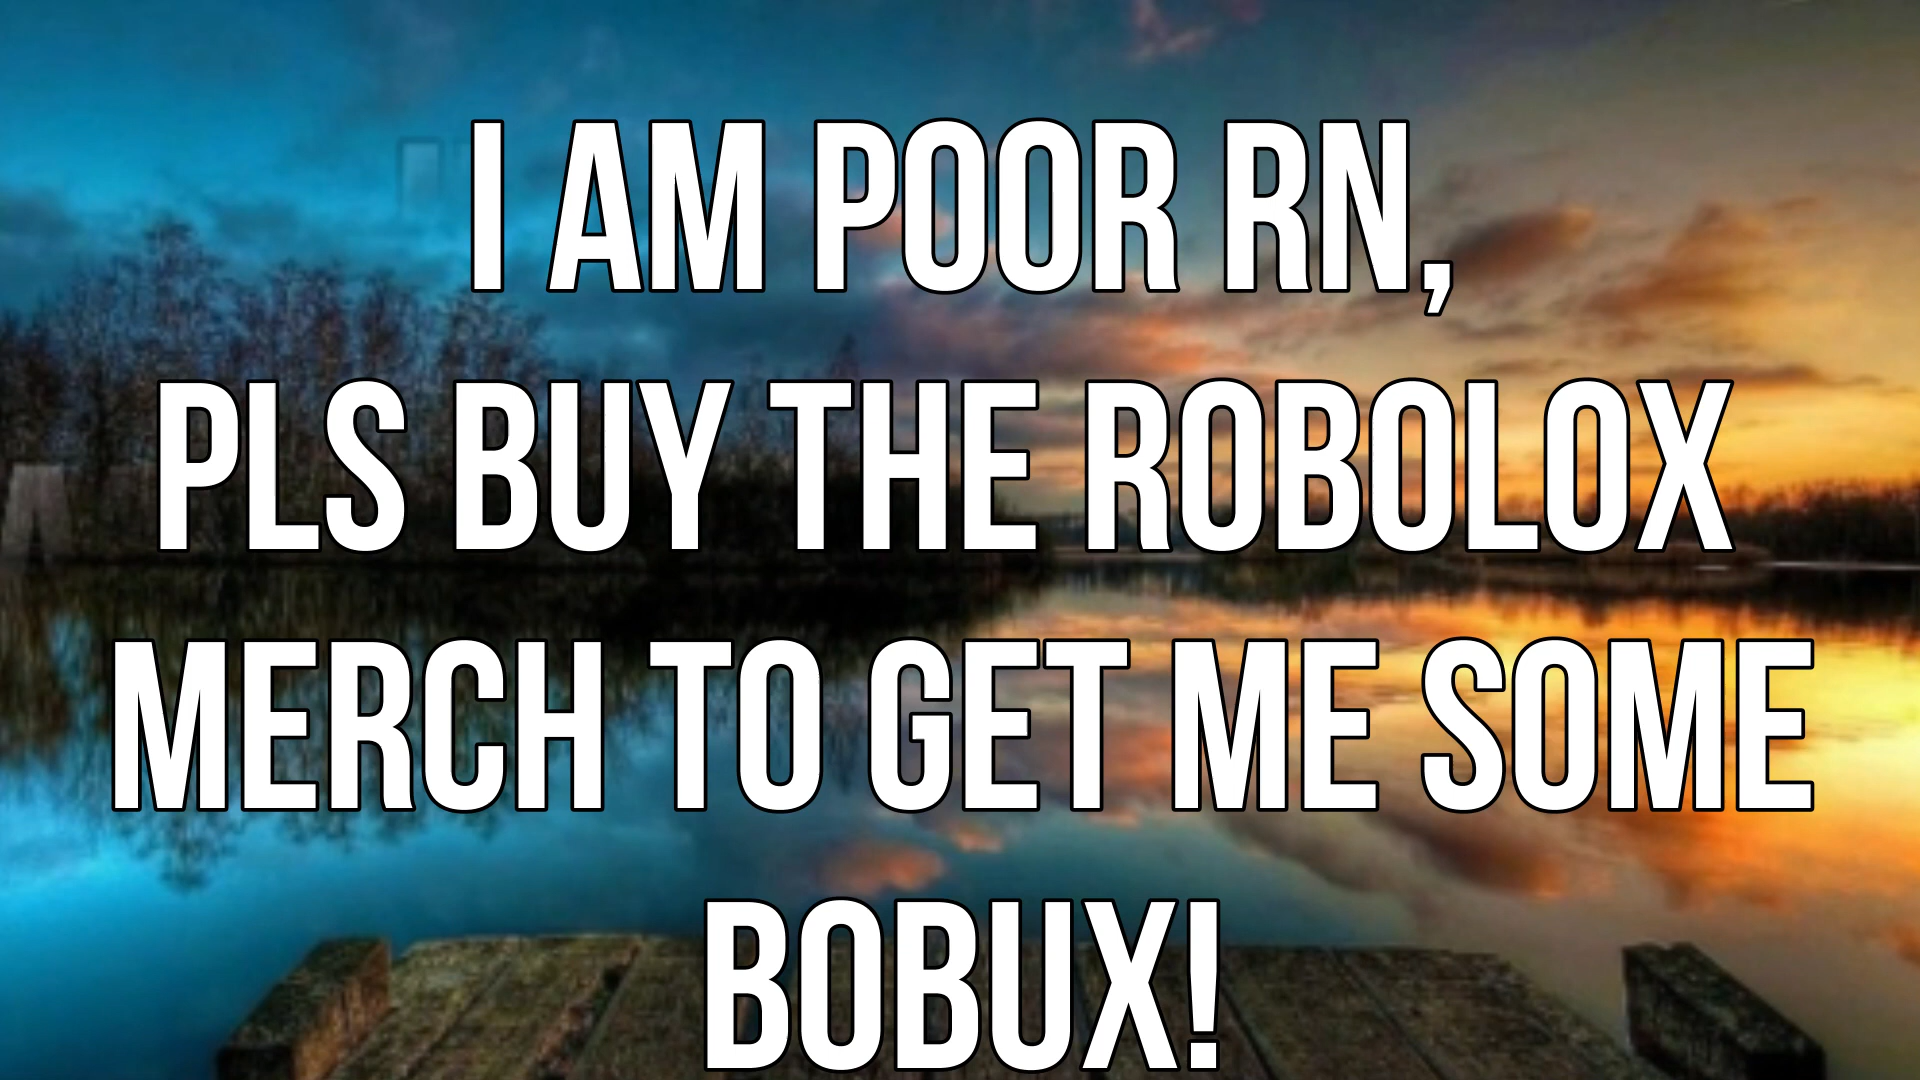 I AM POOR RN,
PLS BUY THE ROBOLOX
MERCH TO GET ME SOME
BOBUX!